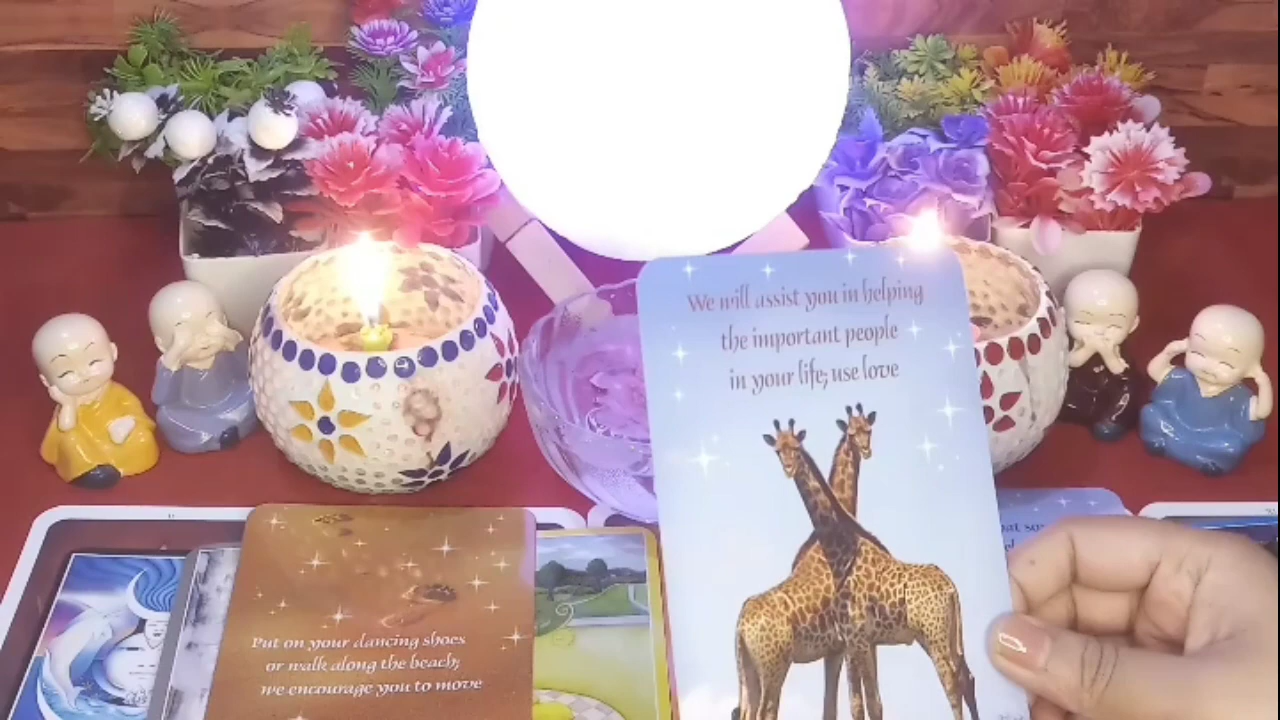 We will assist you in helping
the important people
in your life; use love
Put on your dancing shoes
or walk along the beach;
we encourage you to move